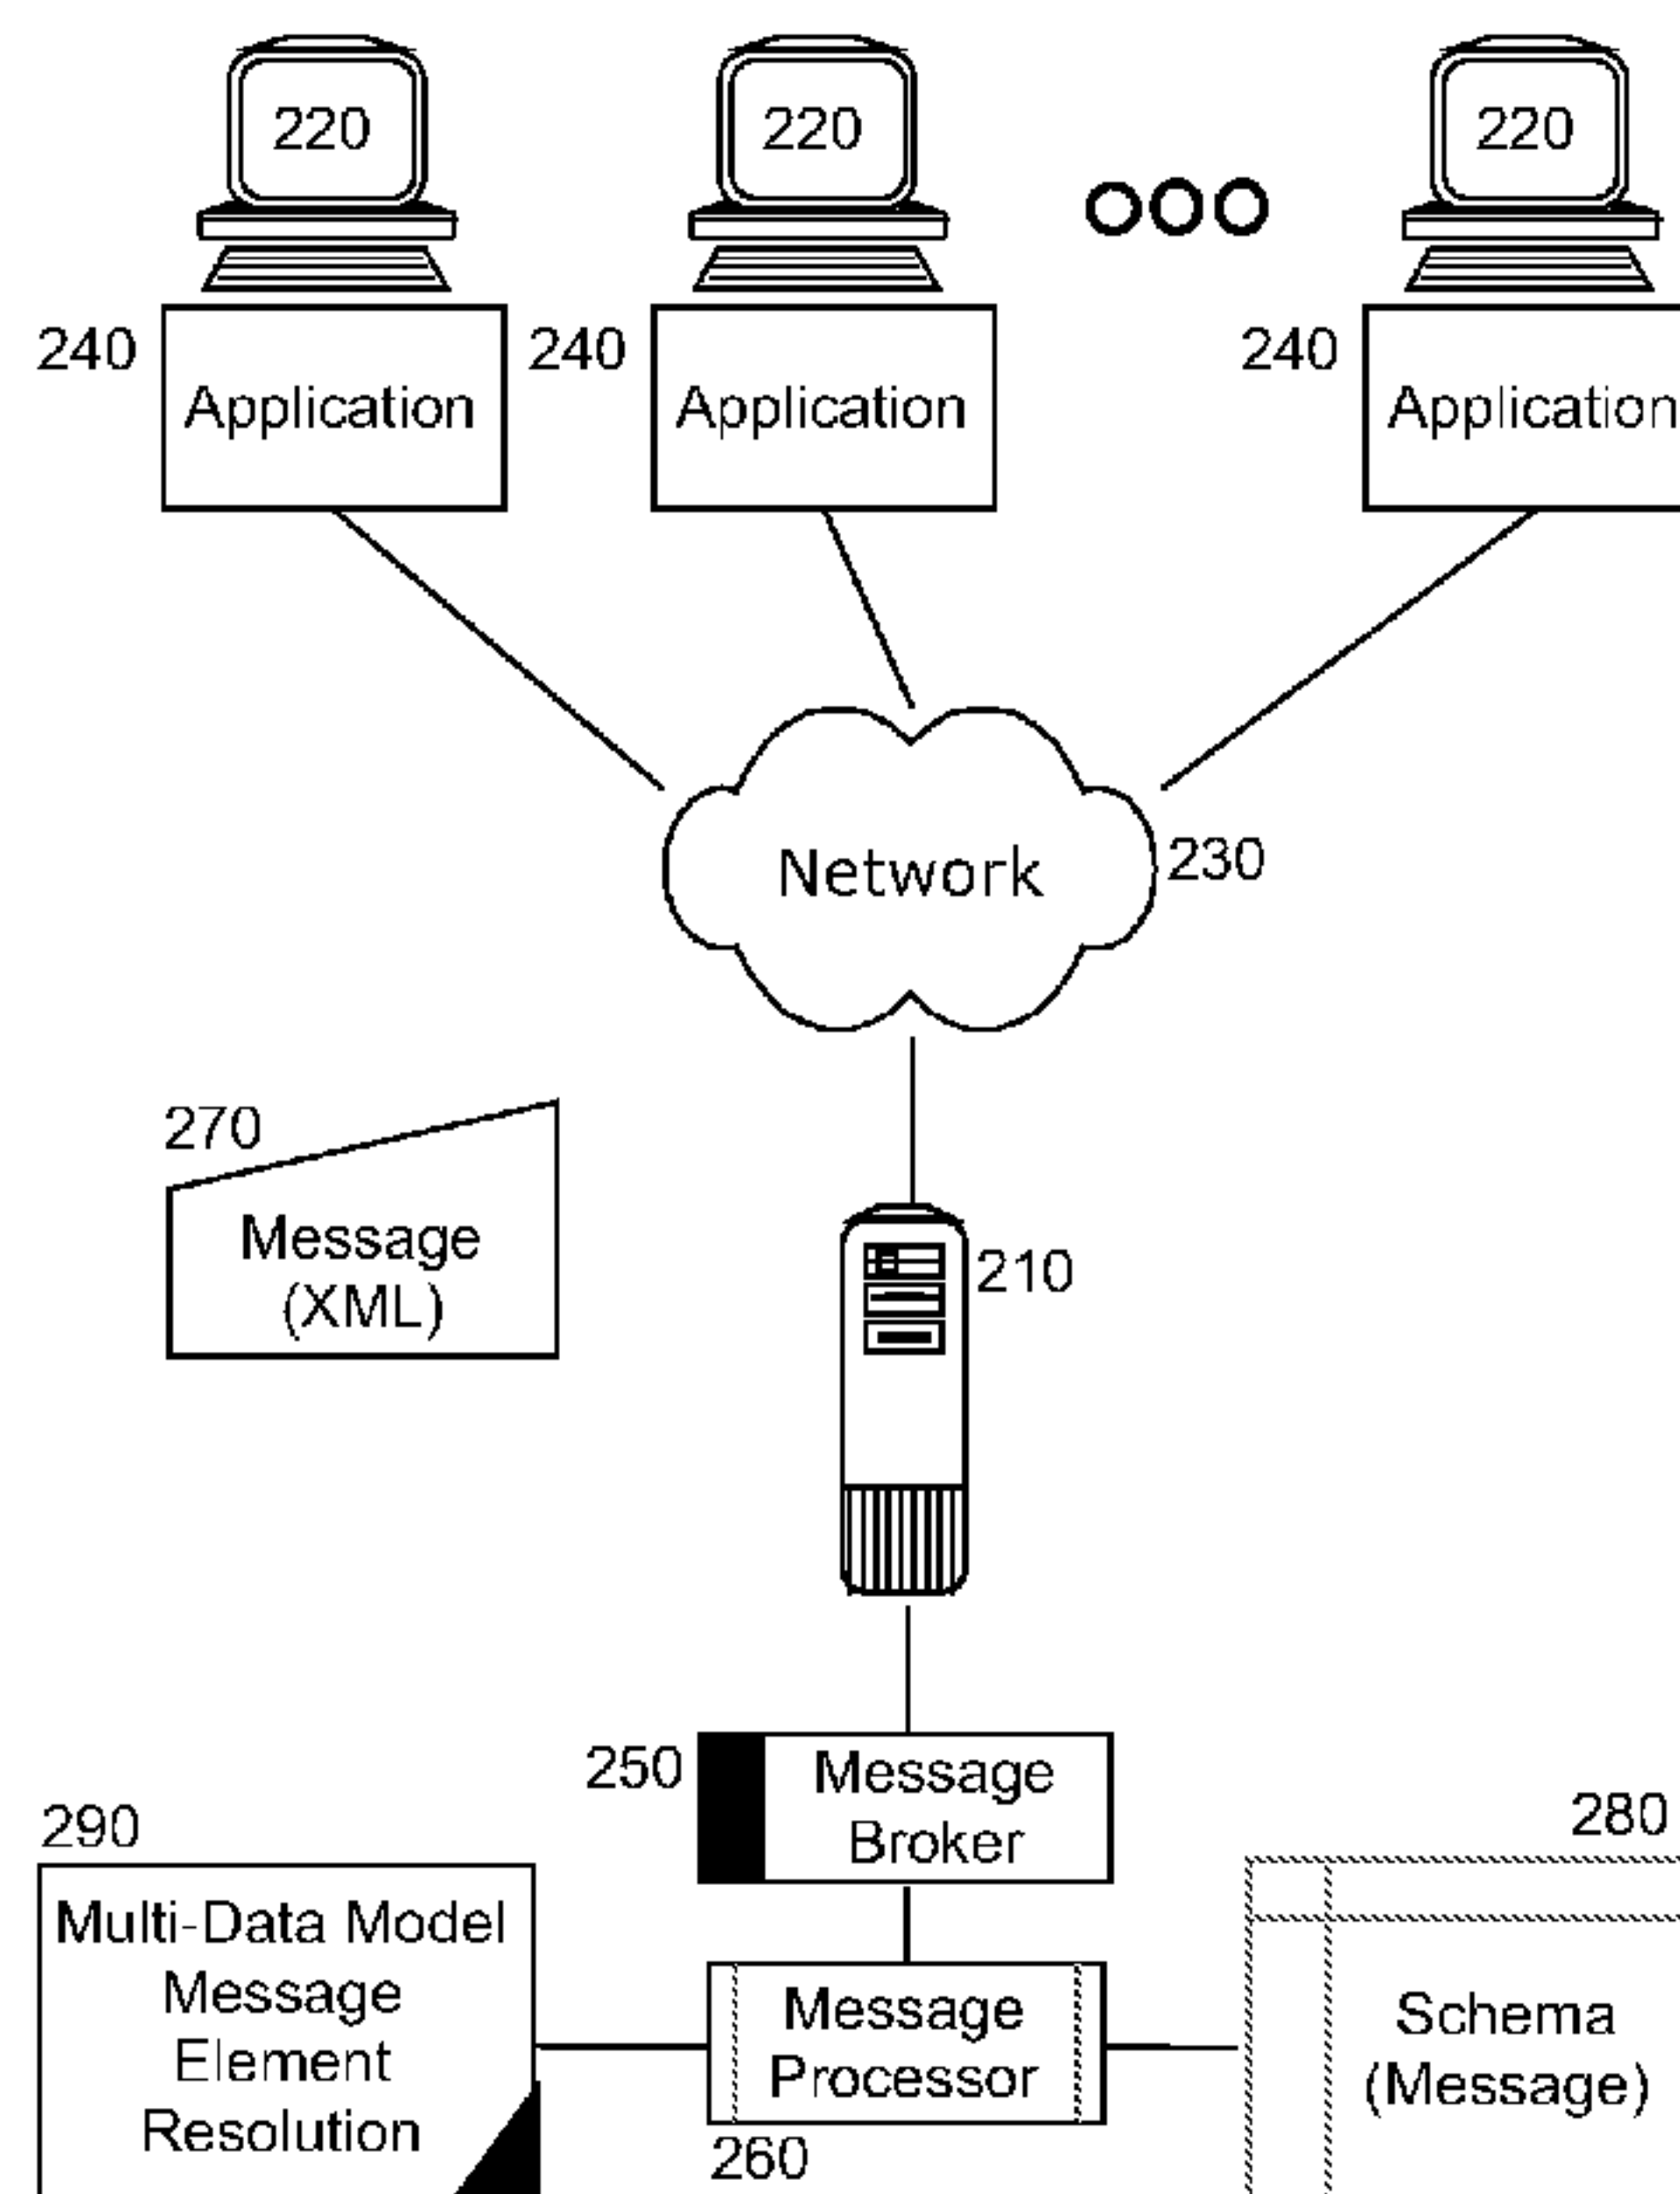 220
220
220
240
240
240
Application
Application
Application
Network
230
270
Message
(XML)
210
250
Message
Broker
290
280
Multi-Data Model
Message
Element
Resolution
Message
Processor
260
Schema
(Message)